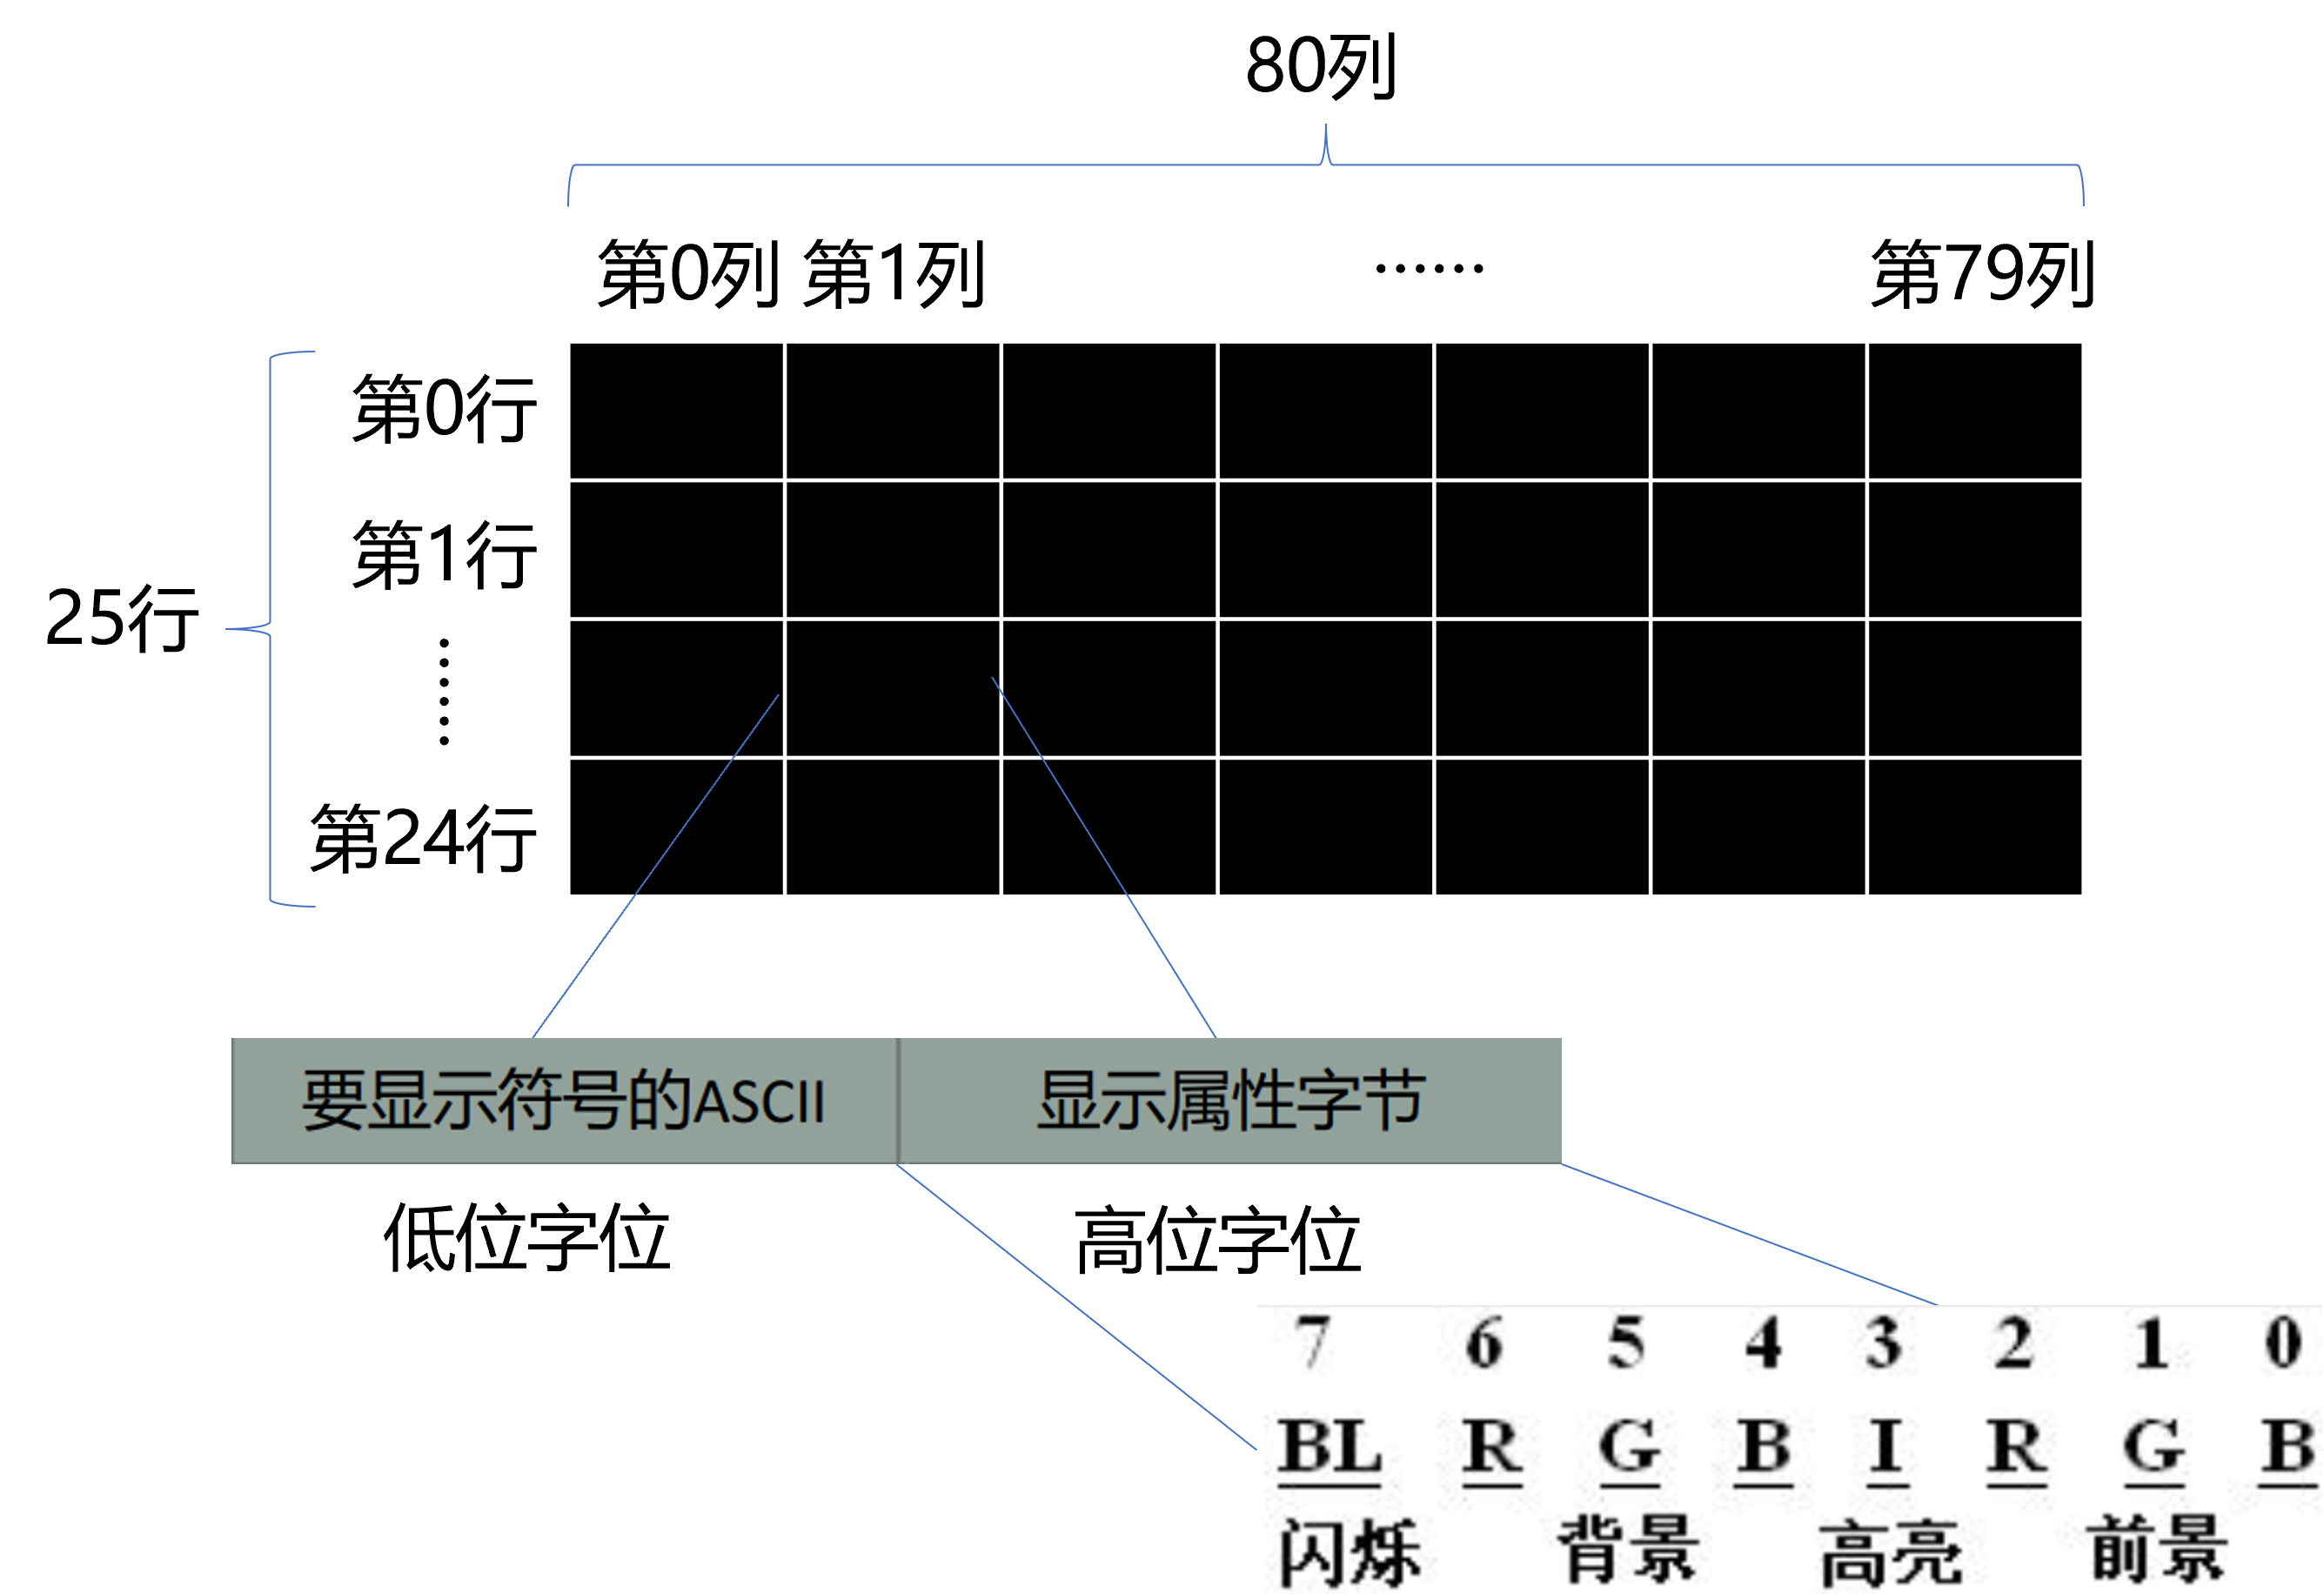 80列
第0列 第1列 …… 第79列
第0行
第1行
25行
……
第24行
要显示符号的ASCII 显示属性字节
低位字位 高位字位
7 6 5 4 3 2 1 0
BL R G B I R G B
闪烁 背景 高亮 前景